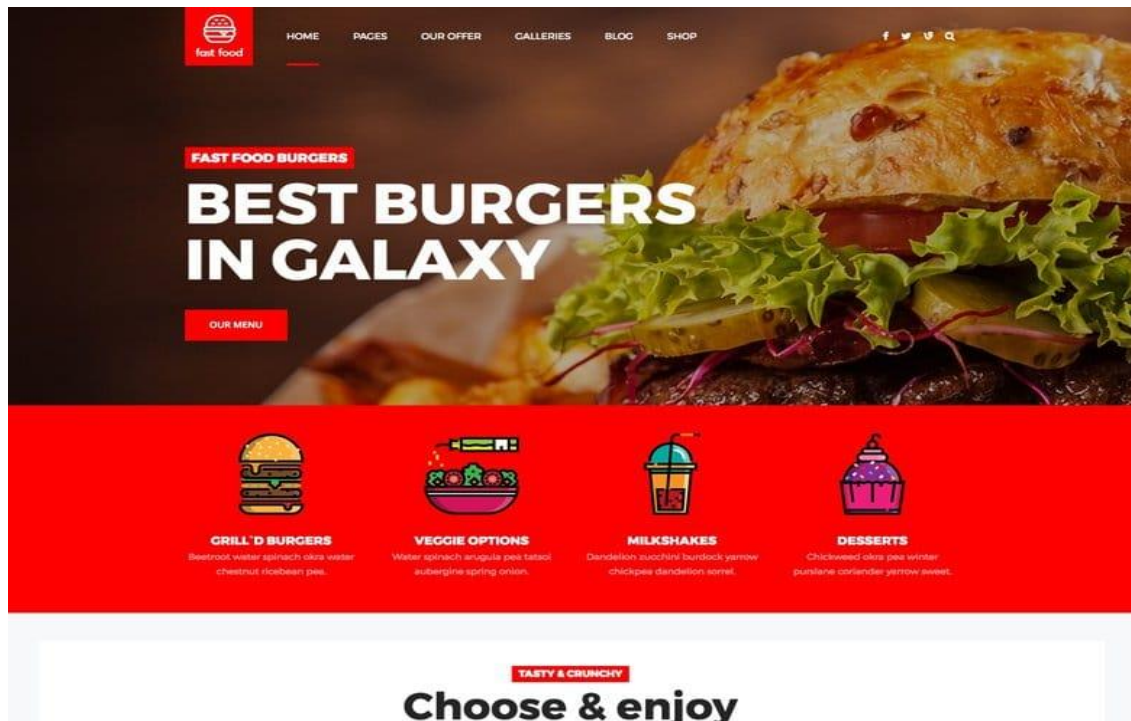 fast food
HOME PAGES OUR OFFER GALLERIES BLOG SHOP
FAST FOOD BURGERS
BEST BURGERS
IN GALAXY
OUR MENU
GRILL`D BURGERS
Beetroot water spinach okra water
chestnut ricebean pea.
VEGGIE OPTIONS
Water spinach arugula pea tatsoi
aubergine spring onion.
MILKSHAKES
Dandelion zucchini burdock yarrow
chickpea dandelion sorrel.
DESSERTS
Chickweed okra pea winter
purslane coriander yarrow sweet.
TASTY & CRUNCHY
Choose & enjoy